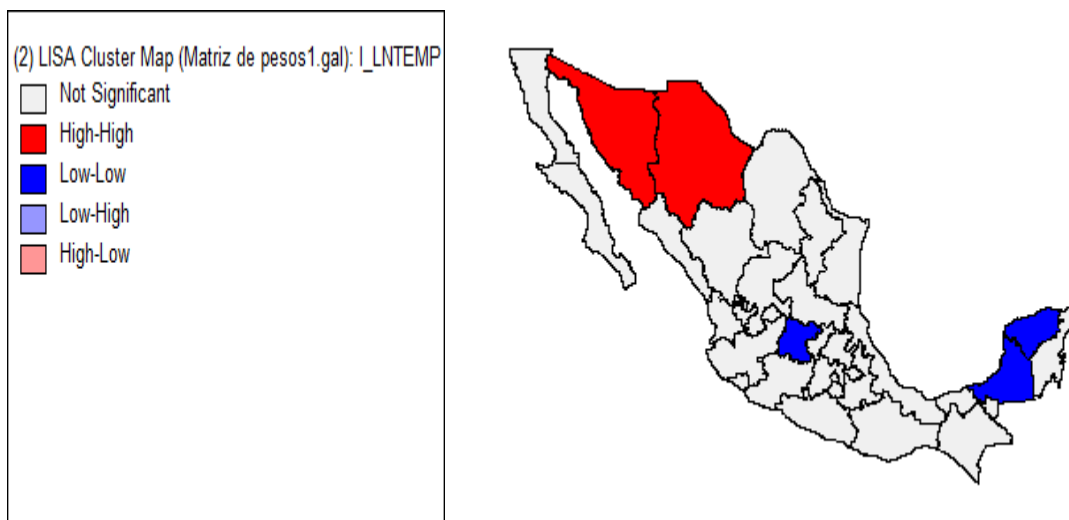 (2) LISA Cluster Map (Matriz de pesos1.gal): I_LNTEMP
Not Significant
High-High
Low-Low
Low-High
High-Low